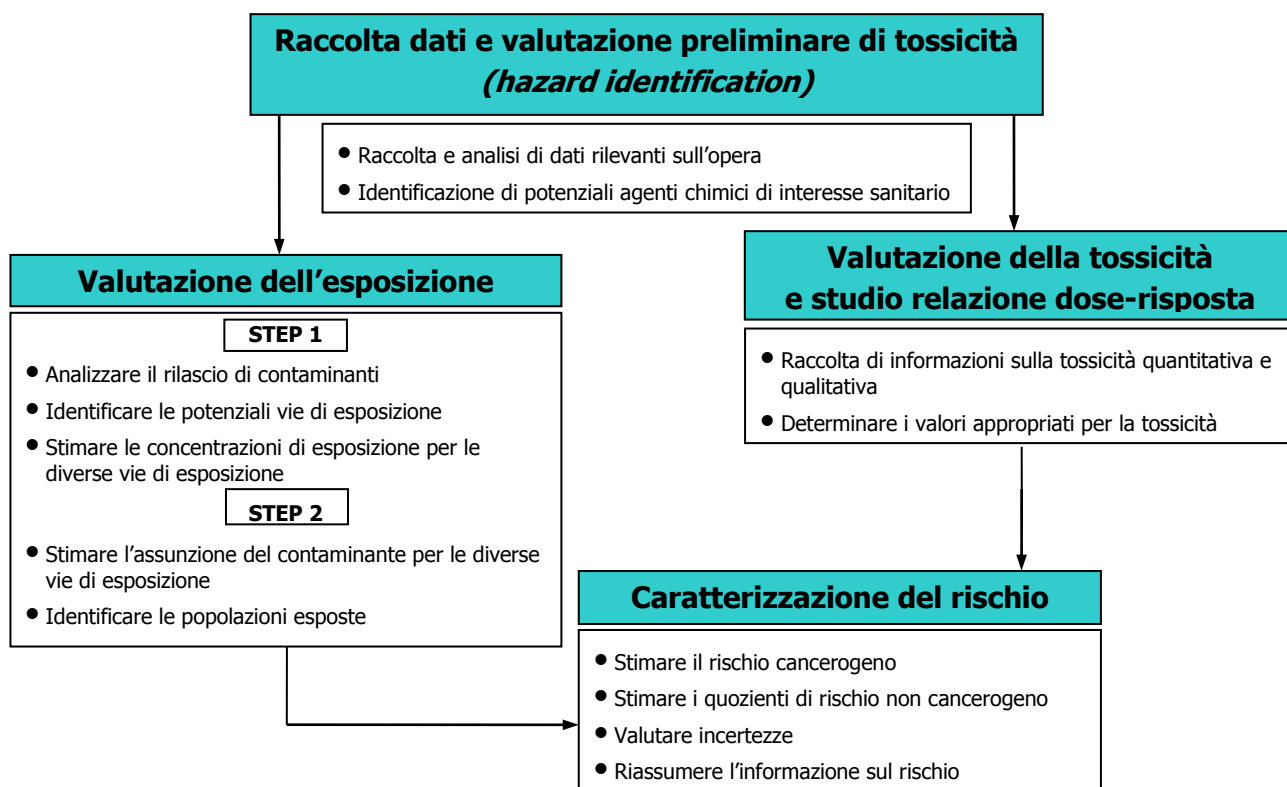 Raccolta dati e valutazione preliminare di tossicità
(hazard identification)
• Raccolta e analisi di dati rilevanti sull’opera
• Identificazione di potenziali agenti chimici di interesse sanitario
Valutazione dell’esposizione
STEP 1
• Analizzare il rilascio di contaminanti
• Identificare le potenziali vie di esposizione
• Stimare le concentrazioni di esposizione per le
diverse vie di esposizione
STEP 2
• Stimare l’assunzione del contaminante per le diverse
vie di esposizione
• Identificare le popolazioni esposte
Valutazione della tossicità
e studio relazione dose-risposta
• Raccolta di informazioni sulla tossicità quantitativa e
qualitativa
• Determinare i valori appropriati per la tossicità
Caratterizzazione del rischio
• Stimare il rischio cancerogeno
• Stimare i quozienti di rischio non cancerogeno
• Valutare incertezze
• Riassumere l’informazione sul rischio